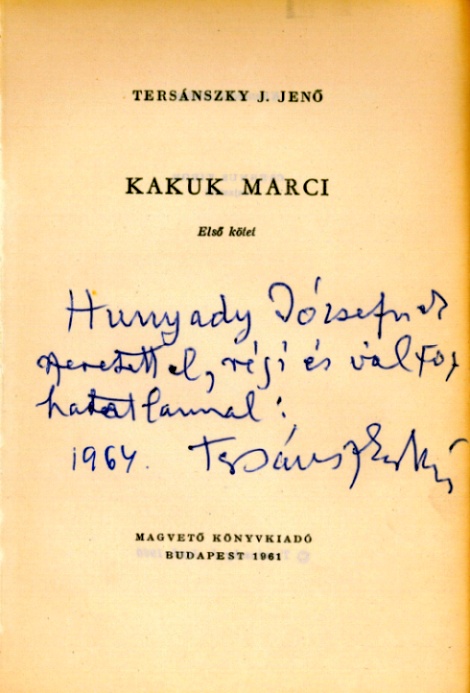 TERSÁNSZKY J. JENŐ
KAKUK MARCI
Első kötet
Hunyady Józsefnek
szeretettel, régi és változ
hatatlannal:
1964. Tersánszky
MAGVETŐ KÖNYVKIADÓ
BUDAPEST 1961